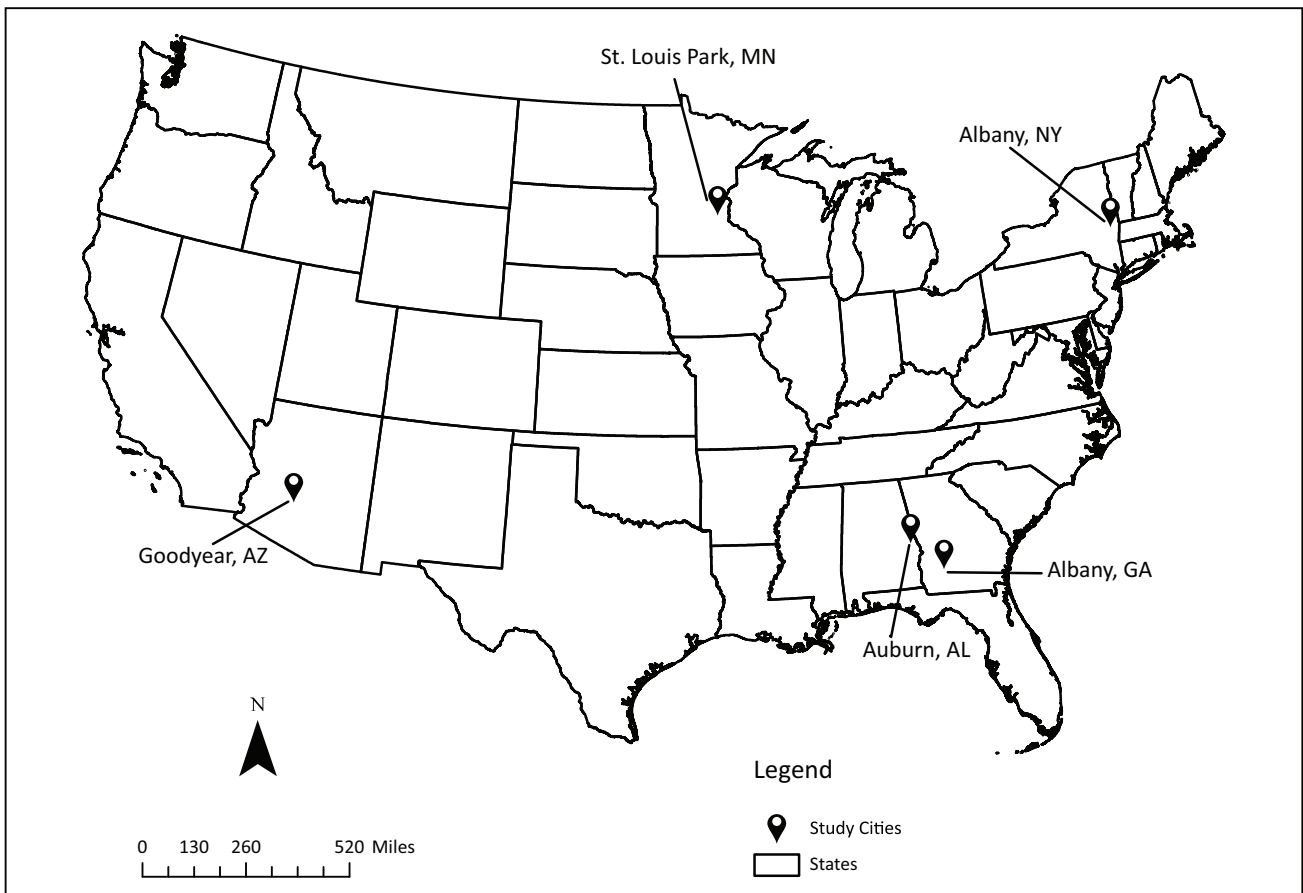 St. Louis Park, MN
Albany, NY
Goodyear, AZ
Albany, GA
Auburn, AL
N
Legend
Study Cities
States
0 130 260 520 Miles